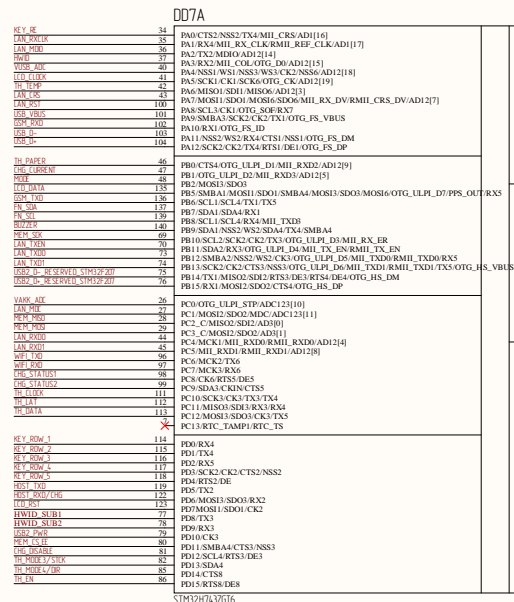 DD7A
KEY_RE 34 PA0/CTS2/NSS2/TX4/MII_CRS/AD1[16]
LAN_RXCLK 35 PA1/RX4/MII_RX_CLK/RMII_REF_CLK/AD1[17]
LAN_MDIO 36 PA2/TX2/MDIO/AD12[14]
HWID 37 PA3/RX2/MII_COL/OTG_D0/AD12[15]
VUSB_ADC 40 PA4/NSS1/WS1/NSS3/WS3/CK2/NSS6/AD12[18]
LCD_CLOCK 41 PA5/SCK1/CK1/SCK6/OTG_CK/AD12[19]
TH_TEMP 42 PA6/MISO1/SDI1/MISO6/AD12[3]
LAN_CRS 43 PA7/MOSI1/SDO1/MOSI6/SDO6/MII_RX_DV/RMII_CRS_DV/AD12[7]
LAN_RST 100 PA8/SCL3/CK1/OTG_SOF/RX7
USB_VBUS 101 PA9/SMBA3/SCK2/CK2/TX1/OTG_FS_VBUS
GSM_RXD 102 PA10/RX1/OTG_FS_ID
USB_D- 103 PA11/NSS2/WS2/RX4/CTS1/NSS1/OTG_FS_DM
USB_D+ 104 PA12/SCK2/CK2/TX4/RTS1/DE1/OTG_FS_DP
TH_PAPER 46 PB0/CTS4/OTG_ULPI_D1/MII_RXD2/AD12[9]
CHG_CURRENT 47 PB1/OTG_ULPI_D2/MII_RXD3/AD12[5]
MODE 48 PB2/MOSI3/SDO3
LCD_DATA 135 PB5/SMBA1/MOSI1/SDO1/SMBA4/MOSI3/SDO3/MOSI6/OTG_ULPI_D7/PPS_OUT/RX5
GSM_TXD 136 PB6/SCL1/SCL4/TX1/TX5
FN_SDA 137 PB7/SDA1/SDA4/RX1
FN_SCL 139 PB8/SCL1/SCL4/RX4/MII_TXD3
BUZZER 140 PB9/SDA1/NSS2/WS2/SDA4/TX4/SMBA4
MEM_SCK 69 PB10/SCL2/SCK2/CK2/TX3/OTG_ULPI_D3/MII_RX_ER
LAN_TXEN 70 PB11/SDA2/RX3/OTG_ULPI_D4/MII_TX_EN/RMII_TX_EN
LAN_TXD0 73 PB12/SMBA2/NSS2/WS2/CK3/OTG_ULPI_D5/MII_TXD0/RMII_TXD0/RX5
LAN_TXD1 74 PB13/SCK2/CK2/CTS3/NSS3/OTG_ULPI_D6/MII_TXD1/RMII_TXD1/TX5/OTG_HS_VBUS
USB2_D-_RESERVED_STM32F207 75 PB14/TX1/MISO2/SDI2/RTS3/DE3/RTS4/DE4/OTG_HS_DM
USB2_D+_RESERVED_STM32F207 76 PB15/RX1/MOSI2/SDO2/CTS4/OTG_HS_DP
VAKK_ADC 26 PC0/OTG_ULPI_STP/ADC123[10]
LAN_MDC 27 PC1/MOSI2/SDO2/MDC/ADC123[11]
MEM_MISO 28 PC2_C/MISO2/SDI2/AD3[0]
MEM_MOSI 29 PC3_C/MOSI2/SDO2/AD3[1]
LAN_RXD0 44 PC4/MCK1/MII_RXD0/RMII_RXD0/AD12[4]
LAN_RXD1 45 PC5/MII_RXD1/RMII_RXD1/AD12[8]
WIFI_TXD 96 PC6/MCK2/TX6
WIFI_RXD 97 PC7/MCK3/RX6
CHG_STATUS1 98 PC8/CK6/RTS5/DE5
CHG_STATUS2 99 PC9/SDA3/CKIN/CTS5
TH_CLOCK 111 PC10/SCK3/CK3/TX3/TX4
TH_LAT 112 PC11/MISO3/SDI3/RX3/RX4
TH_DATA 113 PC12/MOSI3/SDO3/CK3/TX5
7 PC13/RTC_TAMP1/RTC_TS
KEY_ROW_1 114 PD0/RX4
KEY_ROW_2 115 PD1/TX4
KEY_ROW_3 116 PD2/RX5
KEY_ROW_4 117 PD3/SCK2/CK2/CTS2/NSS2
KEY_ROW_5 118 PD4/RTS2/DE
HOST_TXD 119 PD5/TX2
HOST_RXD/CHG 122 PD6/MOSI3/SDO3/RX2
LCD_RST 123 PD7MOSI1/SDO1/CK2
HWID_SUB1 77 PD8/TX3
HWID_SUB2 78 PD9/RX3
USB2_PWR 79 PD10/CK3
MEM_CS_EE 80 PD11/SMBA4/CTS3/NSS3
CHG_DISABLE 81 PD12/SCL4/RTS3/DE3
TH_MODE3/STCK 82 PD13/SDA4
TH_MODE4/DIR 85 PD14/CTS8
TH_EN 86 PD15/RTS8/DE8
STM32H743ZGT6